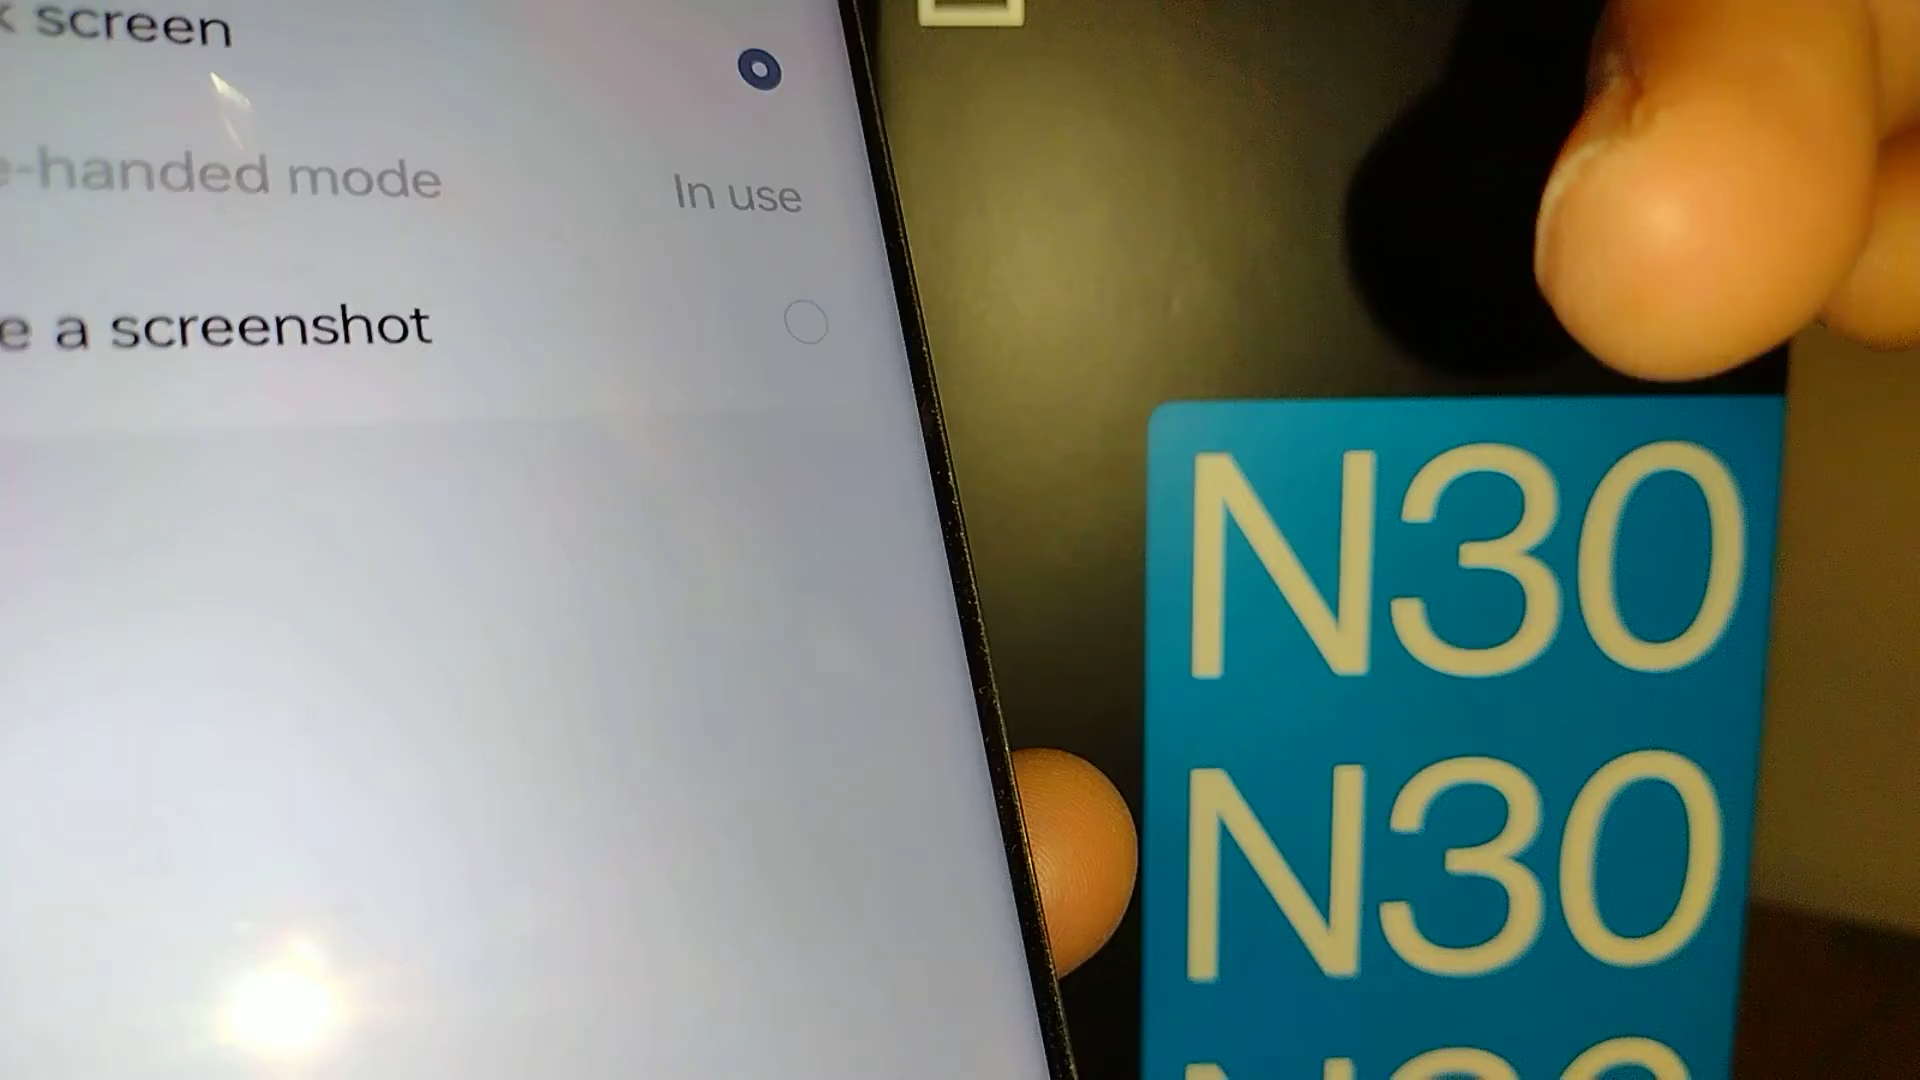 screen
-handed mode
In use
e a screenshot
N30
N30